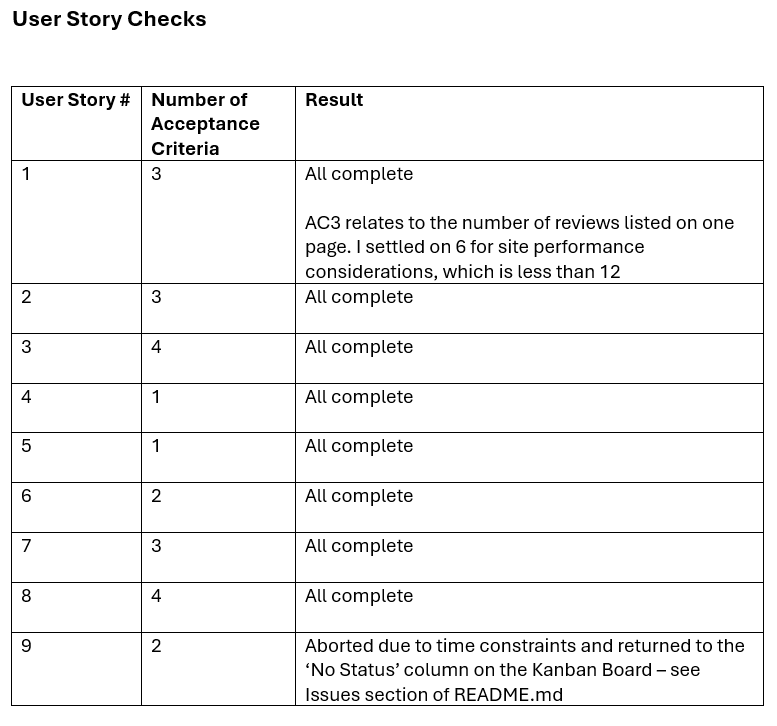 User Story Checks
User Story #
Number of
Acceptance
Criteria
Result
1
3
All complete
AC3 relates to the number of reviews listed on one
page. I settled on 6 for site performance
considerations, which is less than 12
2
3
All complete
3
4
All complete
4
1
All complete
5
1
All complete
6
2
All complete
7
3
All complete
8
4
All complete
9
2
Aborted due to time constraints and returned to the
‘No Status’ column on the Kanban Board – see
Issues section of README.md